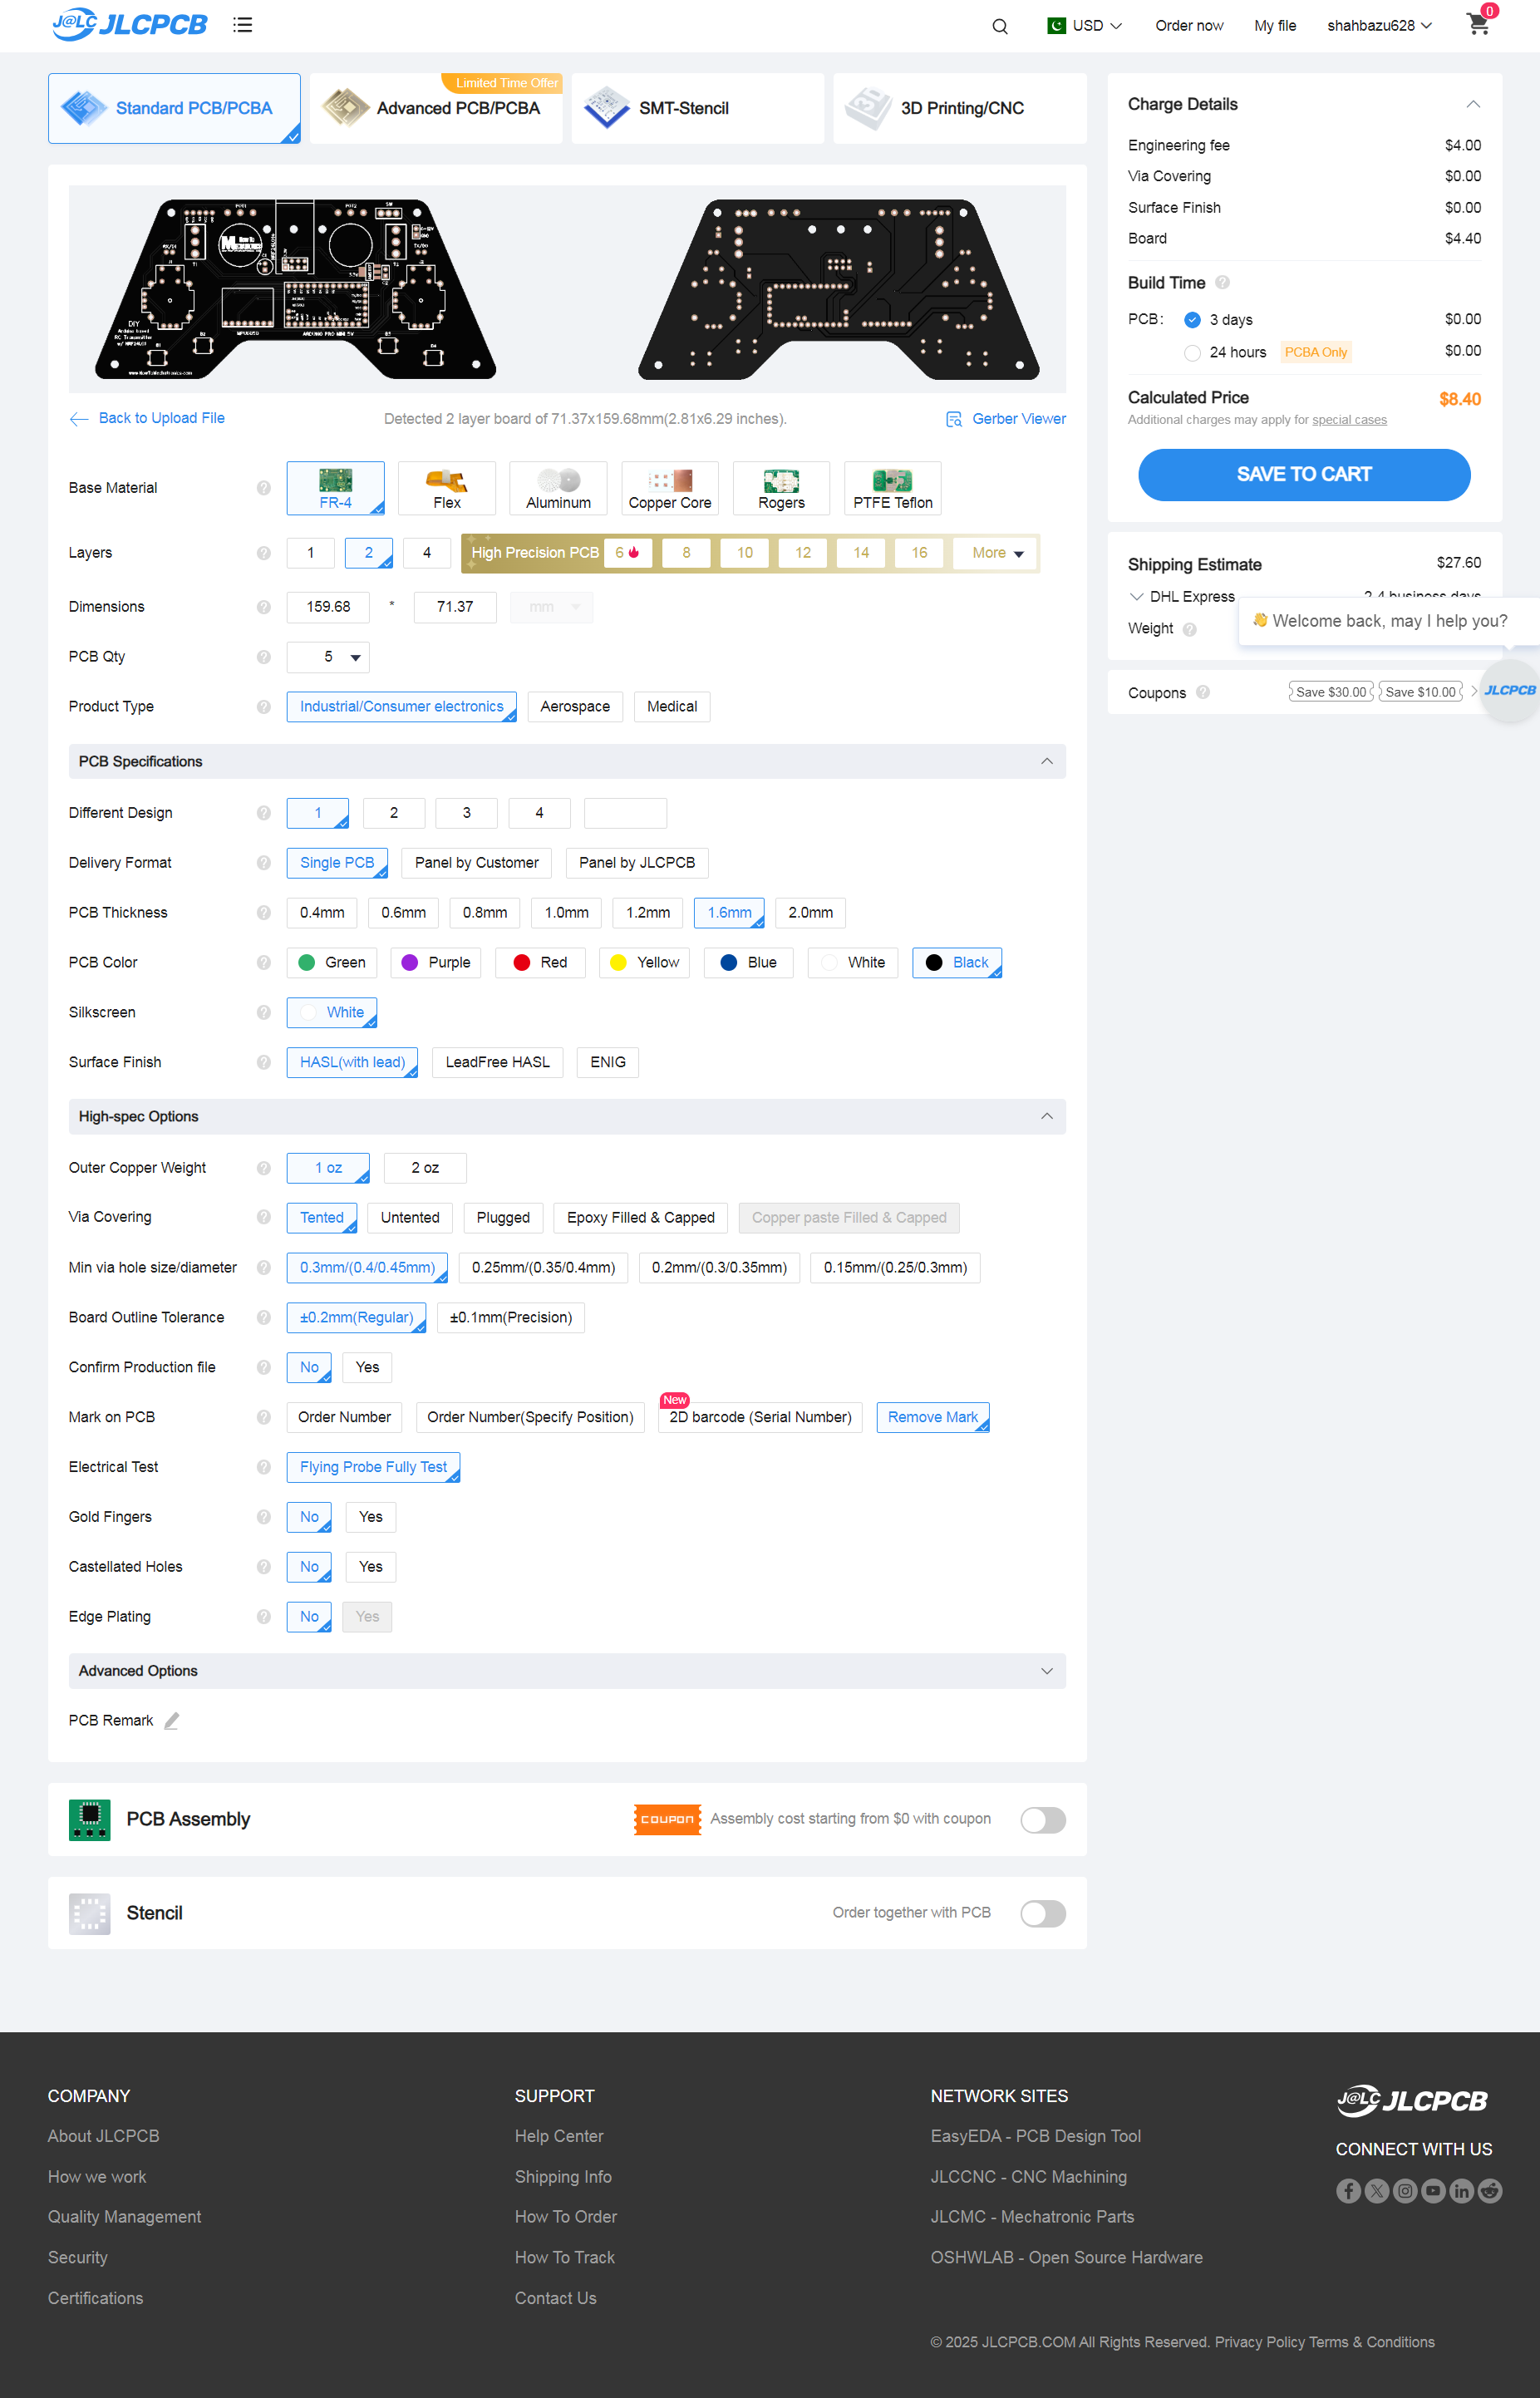 J@LC JLCPCB
USD
Order now
My file
shahbazu628
0
Standard PCB/PCBA
Limited Time Offer
Advanced PCB/PCBA
SMT-Stencil
3D Printing/CNC
DIY
Arduino based
RC Transmitter
ARDUINO PRO MINI 5V
Back to Upload File
Detected 2 layer board of 71.37x159.68mm(2.81x6.29 inches).
Gerber Viewer
Base Material
FR-4
Flex
Aluminum
Copper Core
Rogers
PTFE Teflon
Layers
1
2
4
High Precision PCB
6
8
10
12
14
16
More
Dimensions
159.68
*
71.37
mm
PCB Qty
5
Product Type
Industrial/Consumer electronics
Aerospace
Medical
PCB Specifications
Different Design
1
2
3
4
Delivery Format
Single PCB
Panel by Customer
Panel by JLCPCB
PCB Thickness
0.4mm
0.6mm
0.8mm
1.0mm
1.2mm
1.6mm
2.0mm
PCB Color
Green
Purple
Red
Yellow
Blue
White
Black
Silkscreen
White
Surface Finish
HASL(with lead)
LeadFree HASL
ENIG
High-spec Options
Outer Copper Weight
1 oz
2 oz
Via Covering
Tented
Untented
Plugged
Epoxy Filled & Capped
Copper paste Filled & Capped
Min via hole size/diameter
0.3mm/(0.4/0.45mm)
0.25mm/(0.35/0.4mm)
0.2mm/(0.3/0.35mm)
0.15mm/(0.25/0.3mm)
Board Outline Tolerance
±0.2mm(Regular)
±0.1mm(Precision)
Confirm Production file
No
Yes
Mark on PCB
Order Number
Order Number(Specify Position)
New
2D barcode (Serial Number)
Remove Mark
Electrical Test
Flying Probe Fully Test
Gold Fingers
No
Yes
Castellated Holes
No
Yes
Edge Plating
No
Yes
Advanced Options
PCB Remark
PCB Assembly
COUPON
Assembly cost starting from $0 with coupon
Stencil
Order together with PCB
Charge Details
Engineering fee
$4.00
Via Covering
$0.00
Surface Finish
$0.00
Board
$4.40
Build Time
PCB:
3 days
$0.00
24 hours
PCBA Only
$0.00
Calculated Price
$8.40
Additional charges may apply for special cases
SAVE TO CART
Shipping Estimate
$27.60
DHL Express
2-4 business days
Weight
👋 Welcome back, may I help you?
JLCPCB
Coupons
Save $30.00
Save $10.00
COMPANY
About JLCPCB
How we work
Quality Management
Security
Certifications
SUPPORT
Help Center
Shipping Info
How To Order
How To Track
Contact Us
NETWORK SITES
EasyEDA - PCB Design Tool
JLCCNC - CNC Machining
JLCMC - Mechatronic Parts
OSHWLAB - Open Source Hardware
J@LC JLCPCB
CONNECT WITH US
© 2025 JLCPCB.COM All Rights Reserved. Privacy Policy Terms & Conditions